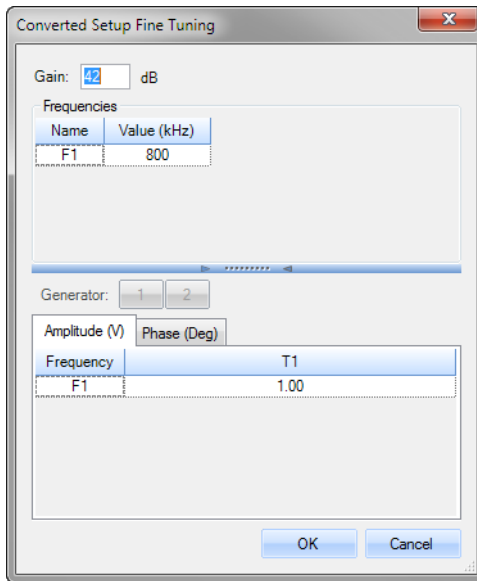 Converted Setup Fine Tuning
Gain: 42 dB
Frequencies
Name Value (kHz)
F1 800
Generator: 1 2
Amplitude (V) Phase (Deg)
Frequency T1
F1 1.00
OK Cancel